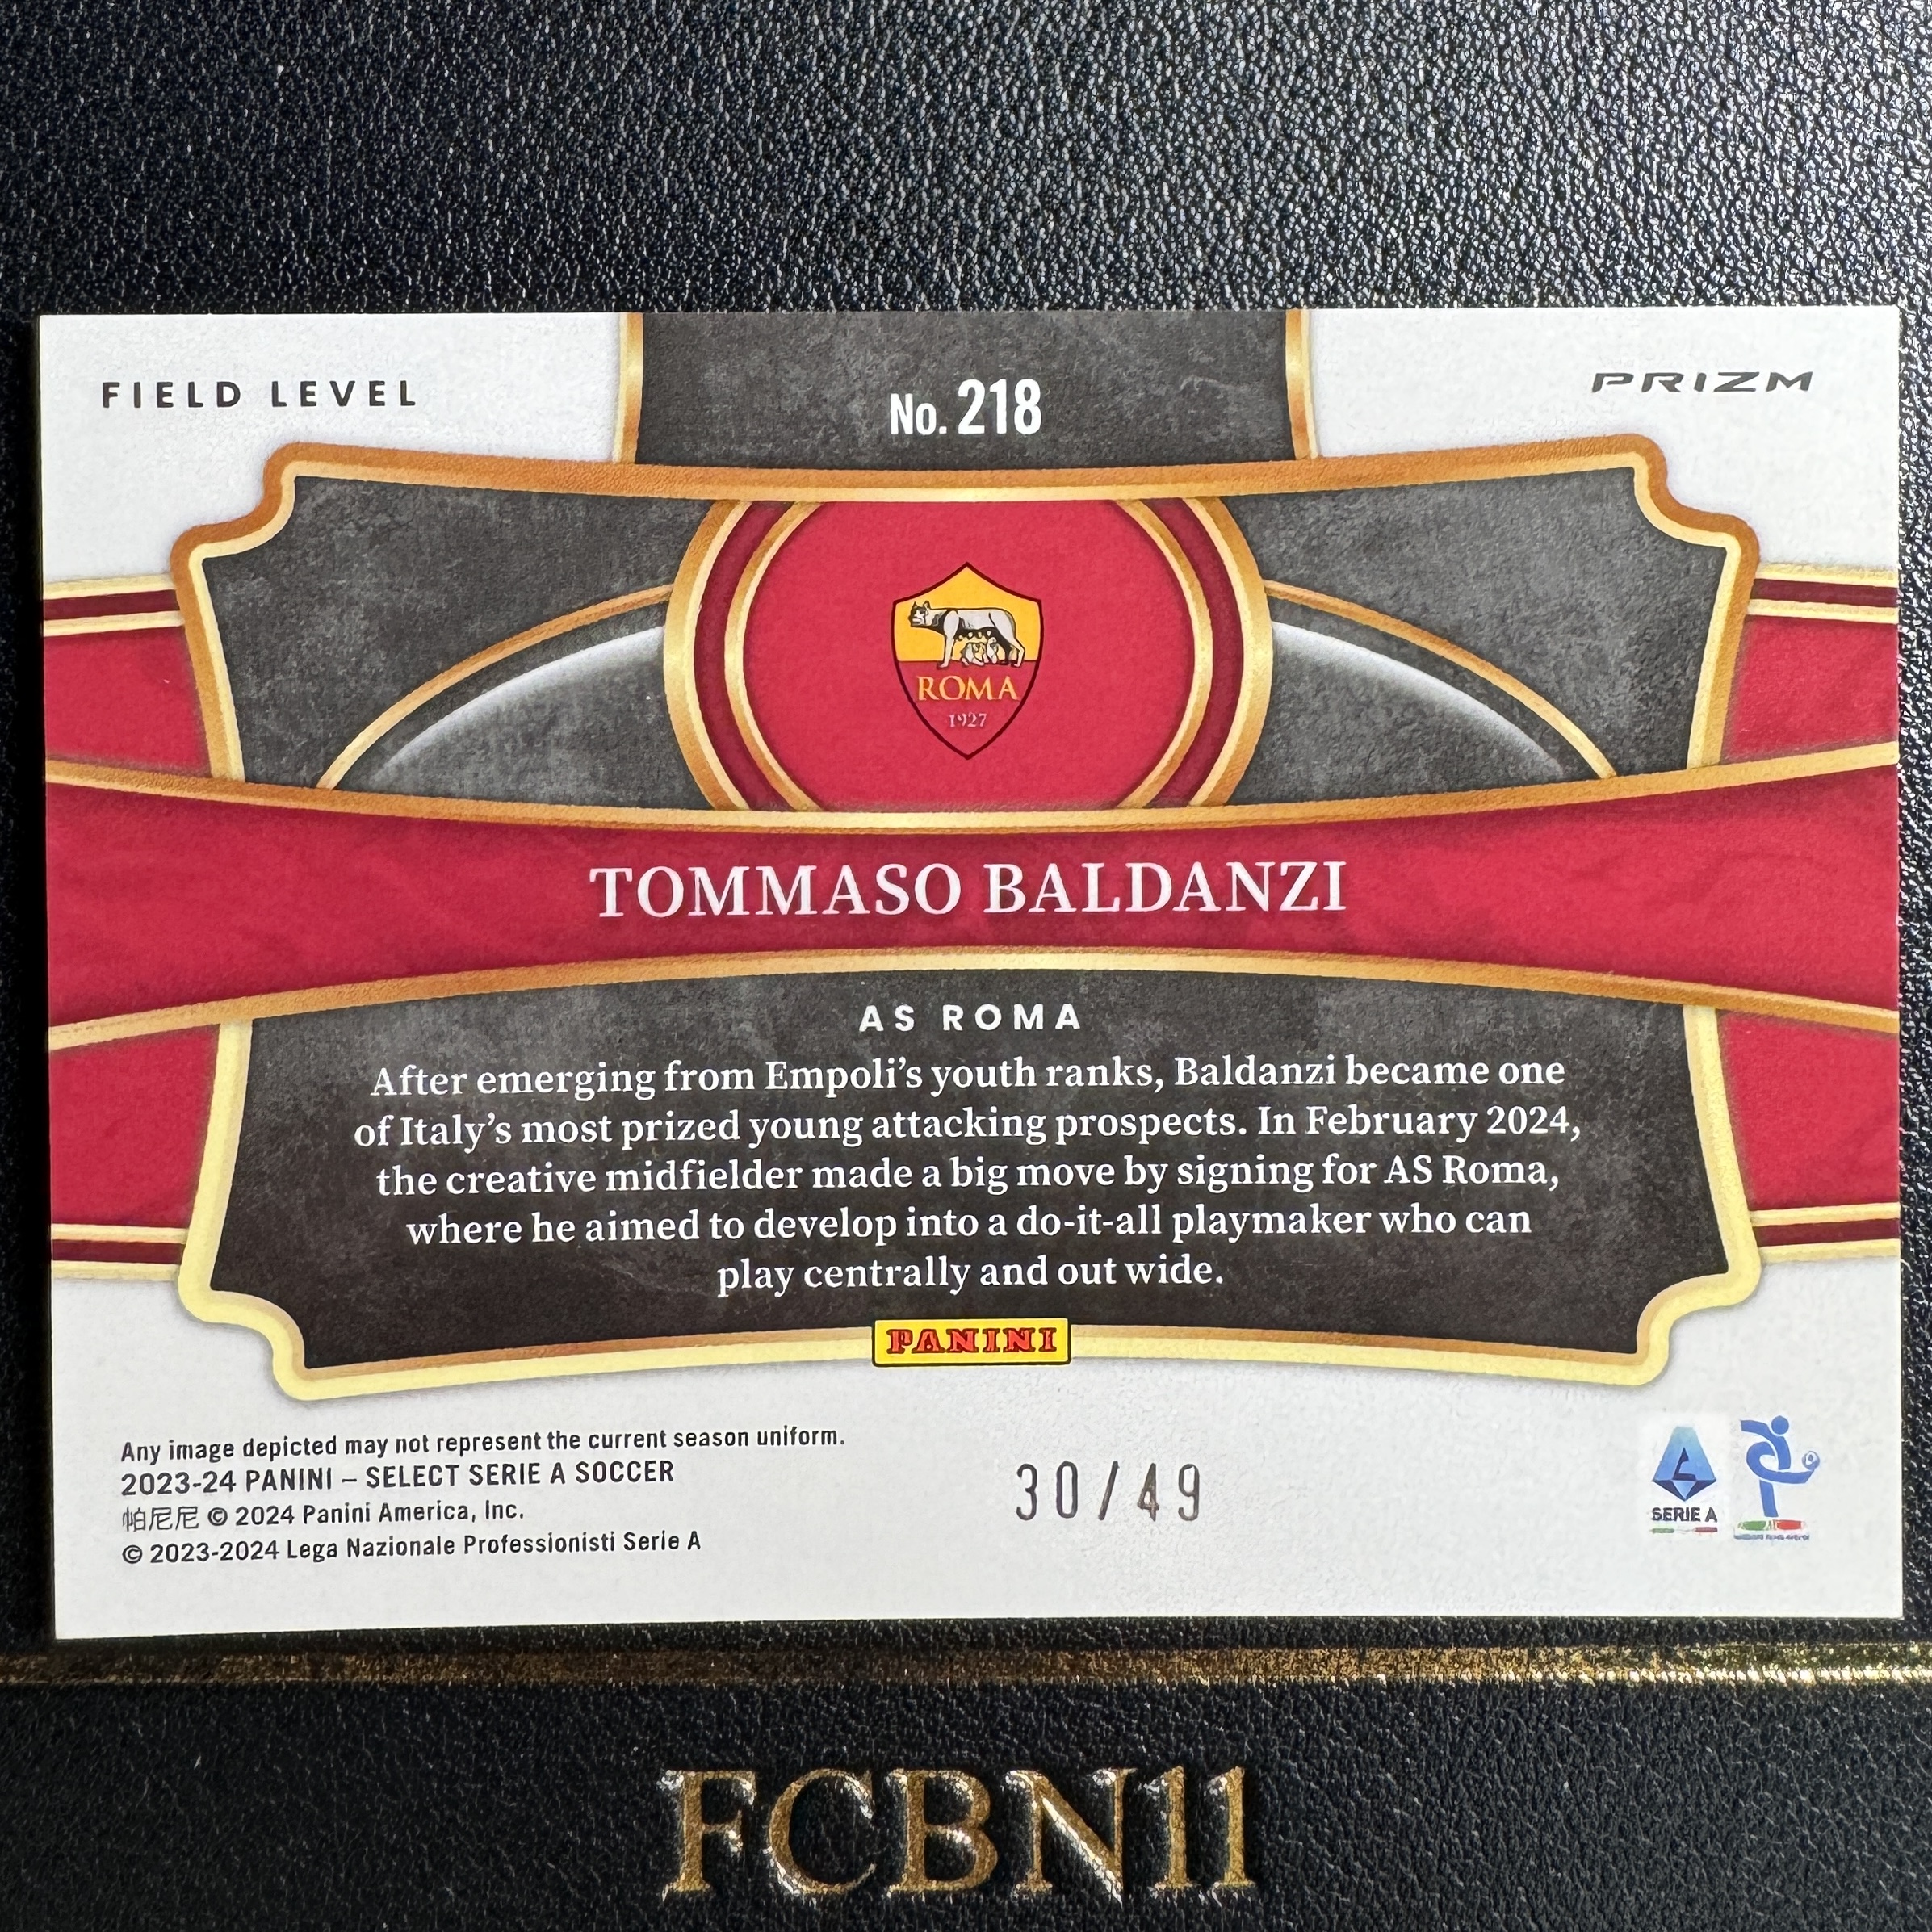 FIELD LEVEL
No. 218
PRIZM
ROMA
1927
TOMMASO BALDANZI
AS ROMA
After emerging from Empoli's youth ranks, Baldanzi became one
of Italy's most prized young attacking prospects. In February 2024,
the creative midfielder made a big move by signing for AS Roma,
where he aimed to develop into a do-it-all playmaker who can
play centrally and out wide.
PANINI
Any image depicted may not represent the current season uniform.
2023-24 PANINI – SELECT SERIE A SOCCER
帕尼尼 © 2024 Panini America, Inc.
© 2023-2024 Lega Nazionale Professionisti Serie A
30/49
SERIE A
FCBN11